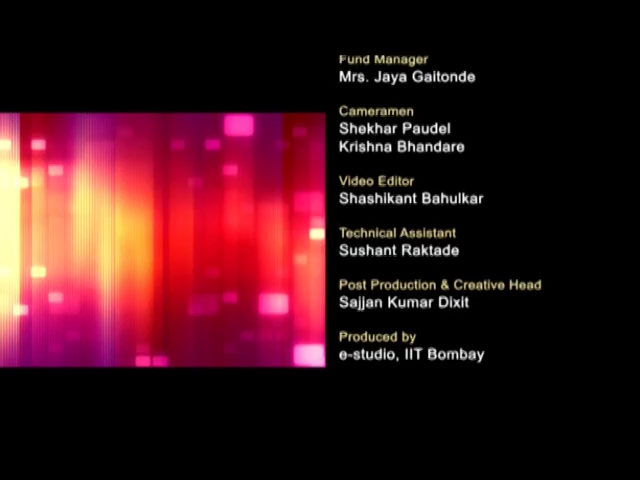 Fund Manager
Mrs. Jaya Gaitonde
Cameramen
Shekhar Paudel
Krishna Bhandare
Video Editor
Shashikant Bahulkar
Technical Assistant
Sushant Raktade
Post Production & Creative Head
Sajjan Kumar Dixit
Produced by
e-studio, IIT Bombay